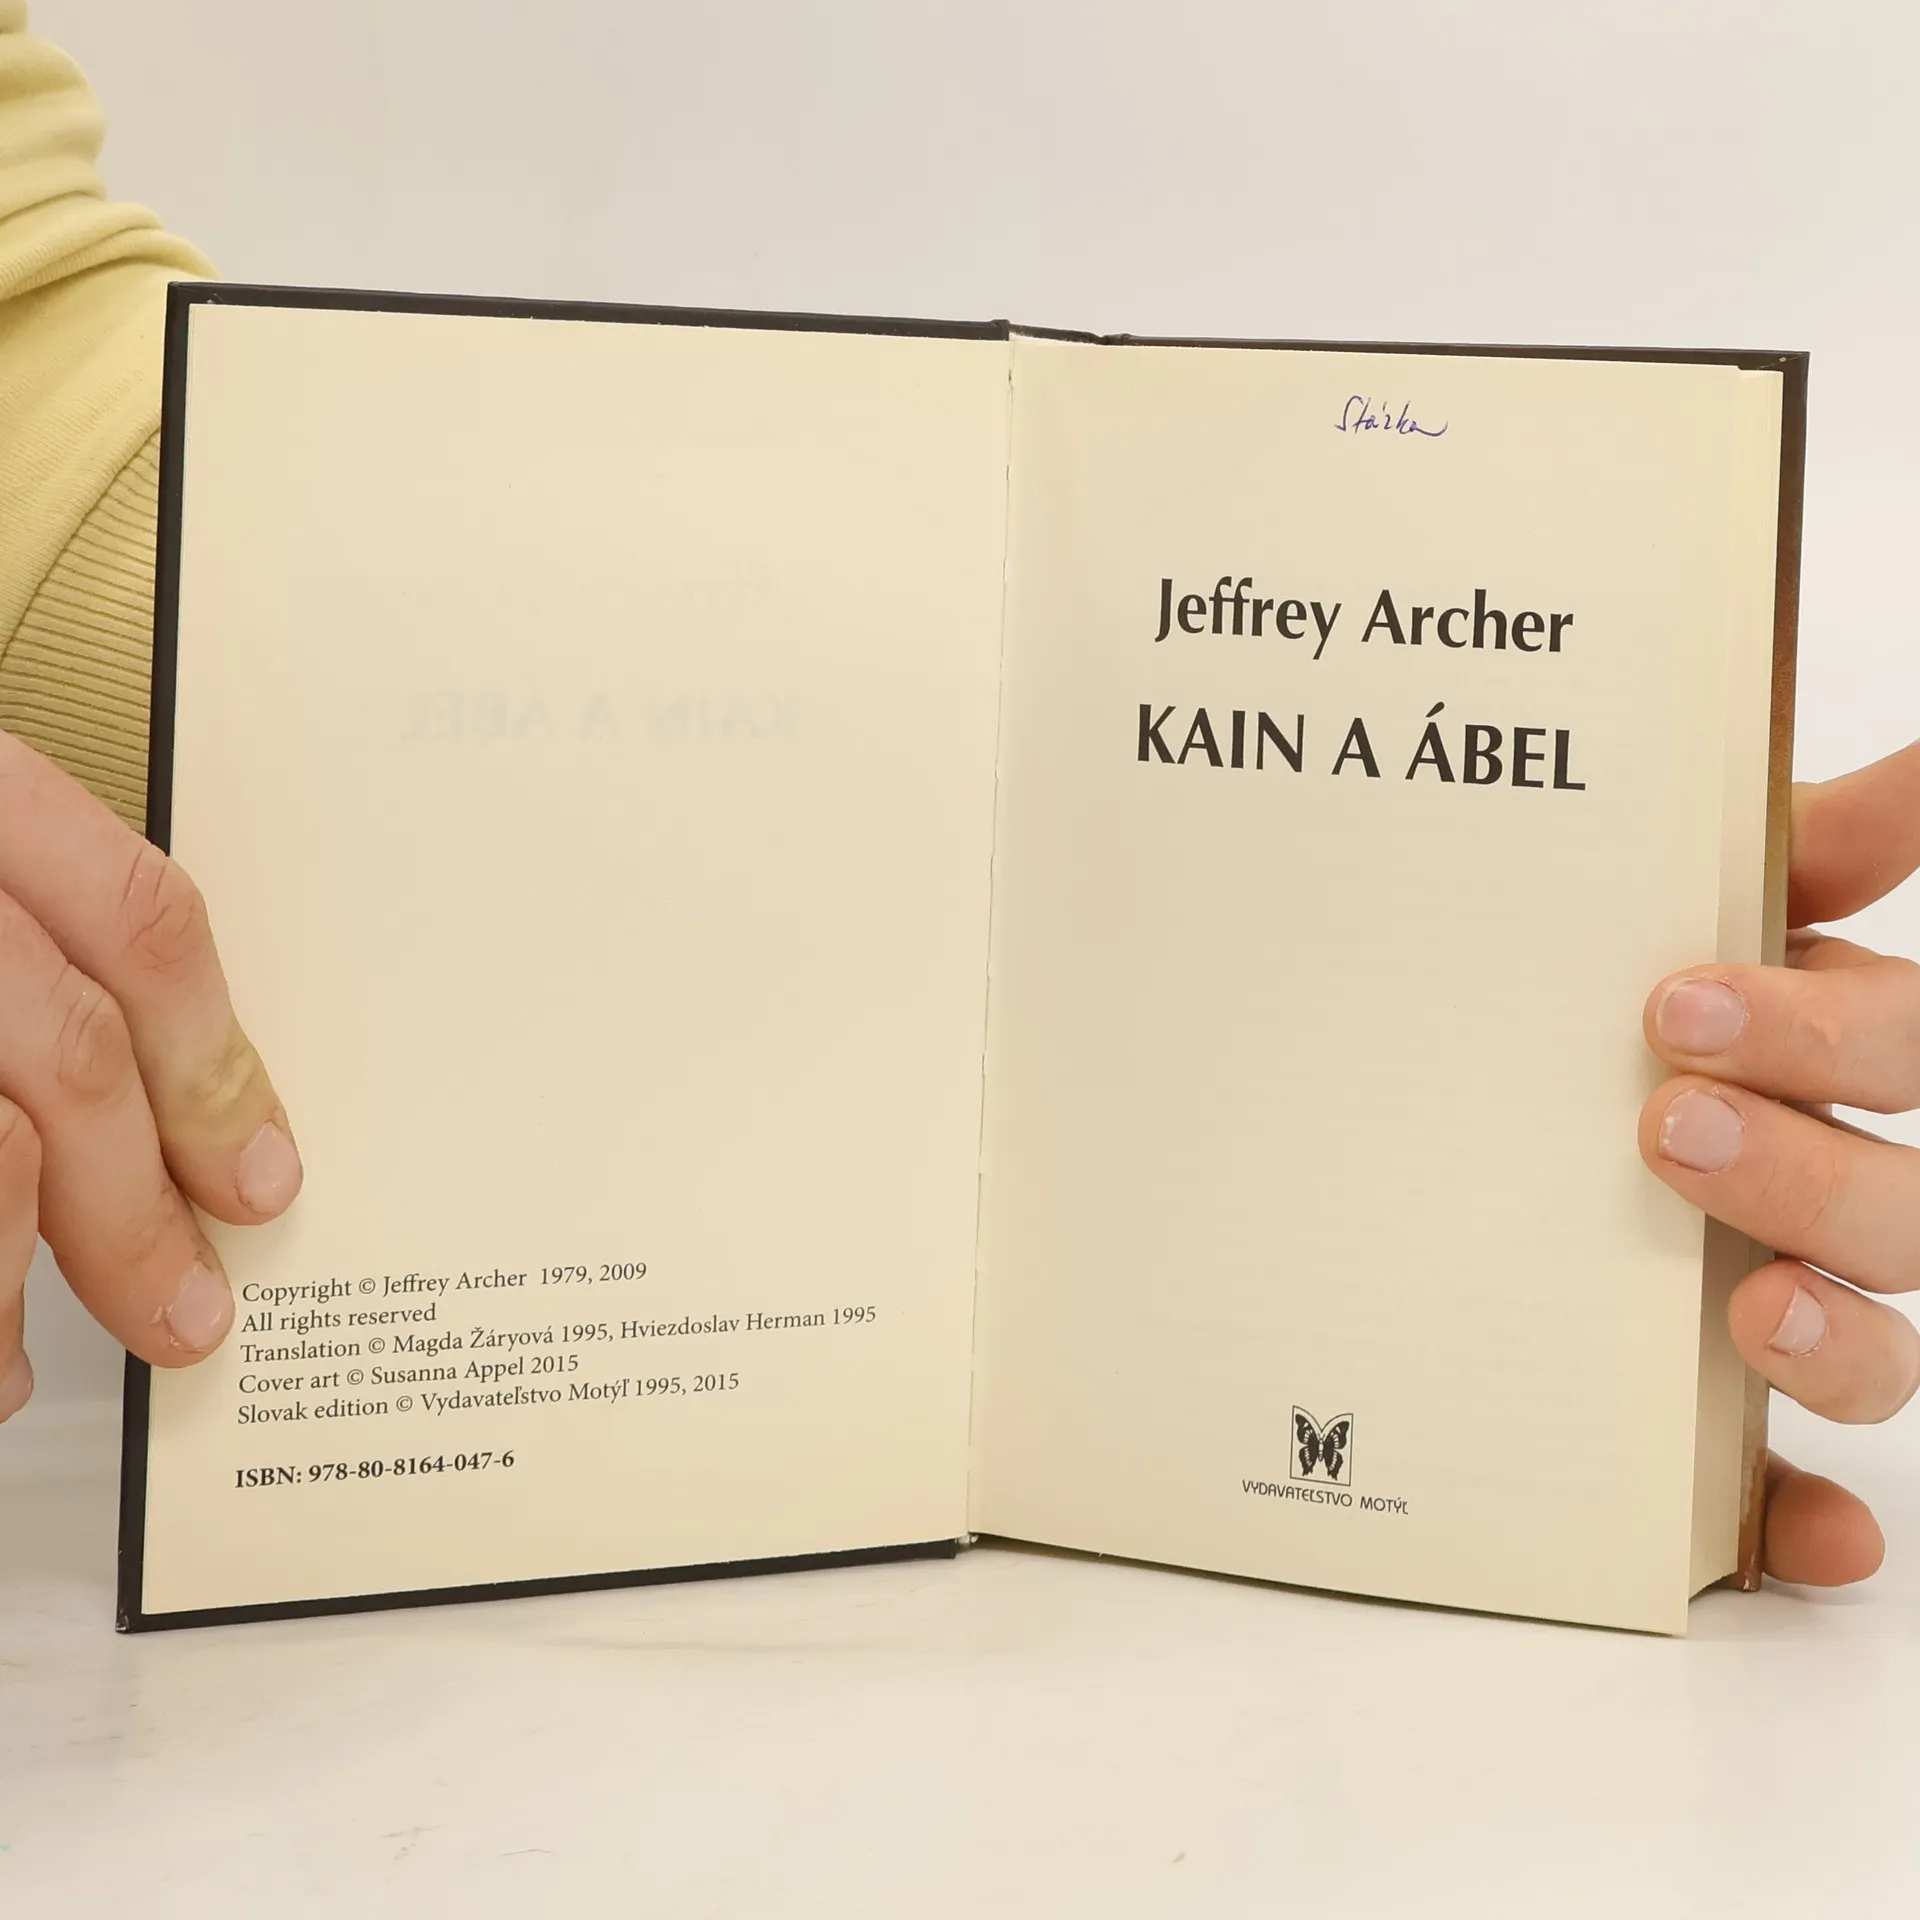 Copyright © Jeffrey Archer 1979, 2009
All rights reserved
Translation © Magda Žáryová 1995, Hviezdoslav Herman 1995
Cover art © Susanna Appel 2015
Slovak edition © Vydavateľstvo Motýľ 1995, 2015
ISBN: 978-80-8164-047-6
Jeffrey Archer
KAIN A ÁBEL
VYDAVATEĽSTVO MOTÝĽ